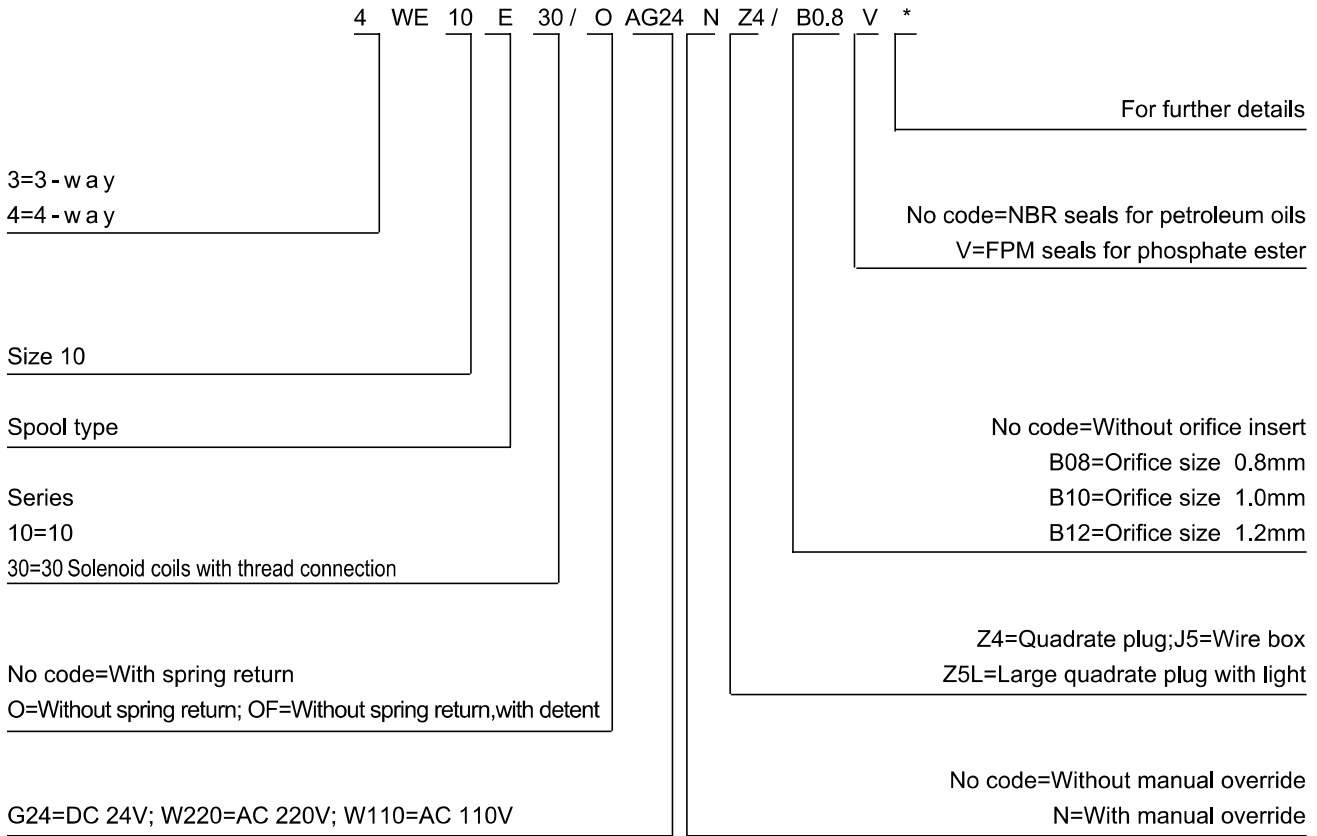 4 WE 10 E 30 / O AG24 N Z4 / B0.8 V *
For further details
3=3-way
4=4-way
No code=NBR seals for petroleum oils
V=FPM seals for phosphate ester
Size 10
Spool type
No code=Without orifice insert
B08=Orifice size 0.8mm
B10=Orifice size 1.0mm
B12=Orifice size 1.2mm
Series
10=10
30=30 Solenoid coils with thread connection
Z4=Quadrate plug;J5=Wire box
Z5L=Large quadrate plug with light
No code=With spring return
O=Without spring return; OF=Without spring return,with detent
No code=Without manual override
N=With manual override
G24=DC 24V; W220=AC 220V; W110=AC 110V